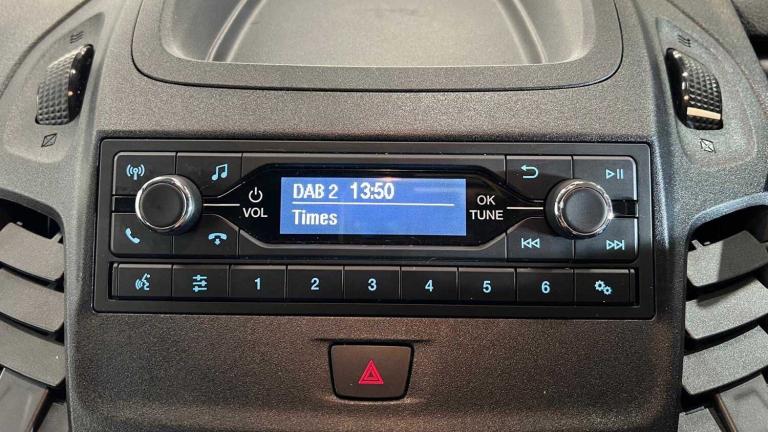 DAB 2 13:50
Times
VOL
OK
TUNE
1 2 3 4 5 6